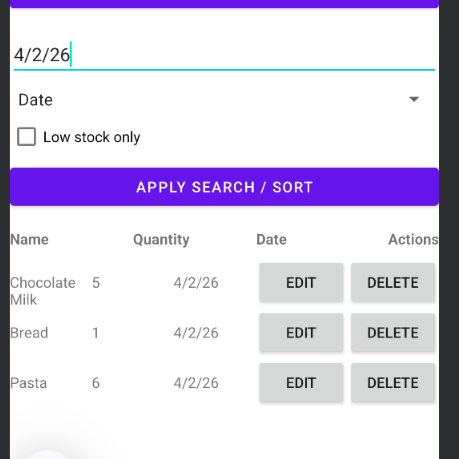 4/2/26
Date
Low stock only
APPLY SEARCH / SORT
Name Quantity Date Actions
Chocolate Milk 5 4/2/26 EDIT DELETE
Bread 1 4/2/26 EDIT DELETE
Pasta 6 4/2/26 EDIT DELETE